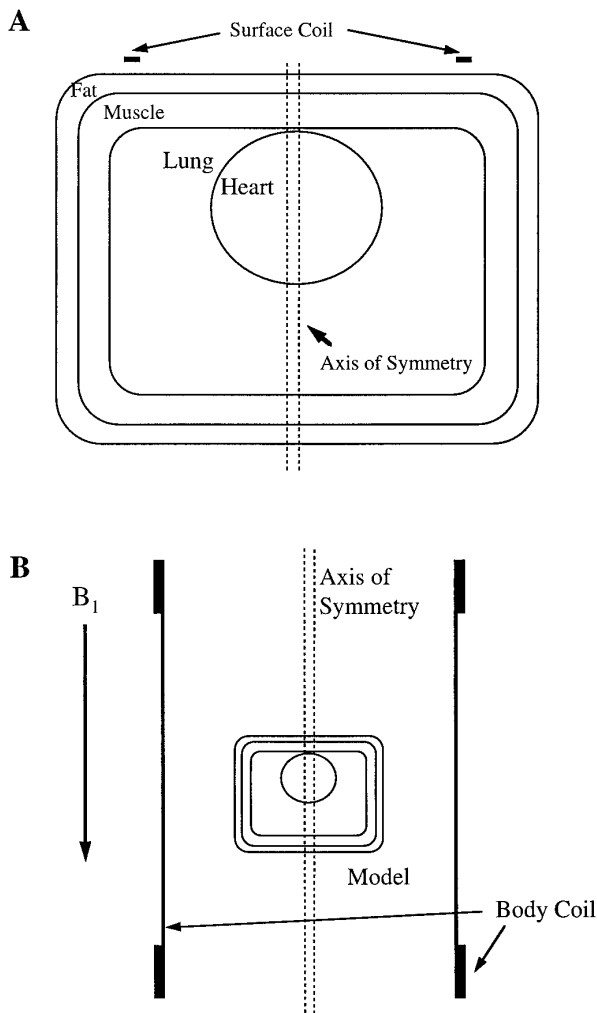 A
Surface Coil
Fat
Muscle
Lung
Heart
Axis of Symmetry
B
B1
Axis of
Symmetry
Model
Body Coil